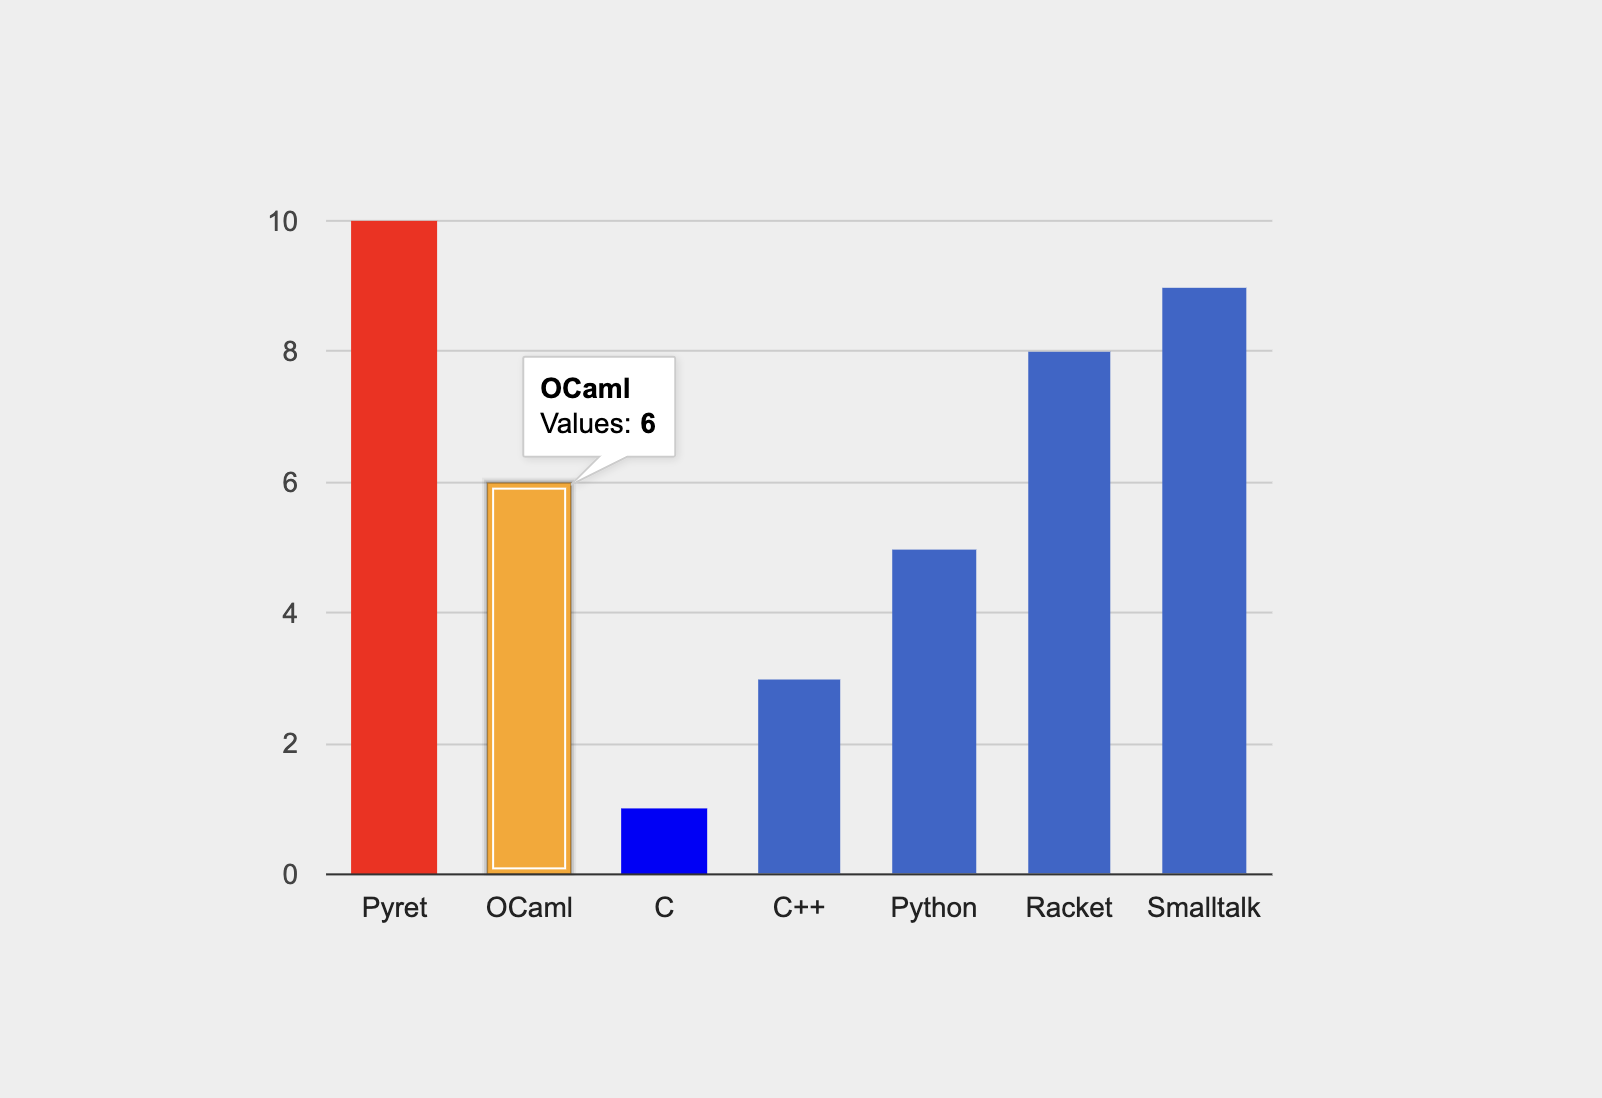 10
8
6
4
2
0
OCaml
Values: 6
Pyret
OCaml
C
C++
Python
Racket
Smalltalk